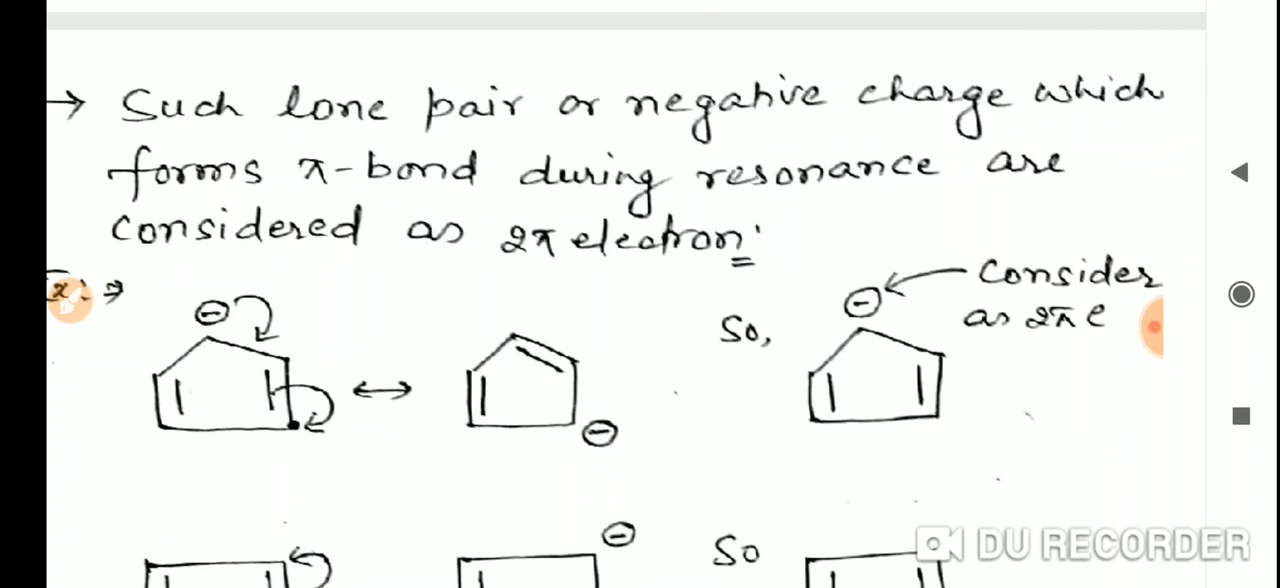 → Such lone pair or negative charge which
forms π-bond during resonance are
considered as 2π electron:
x: ⇒
⊖
So,
⊖
Consider
as 2π e
↔
⊖
⊖
So
DU RECORDER